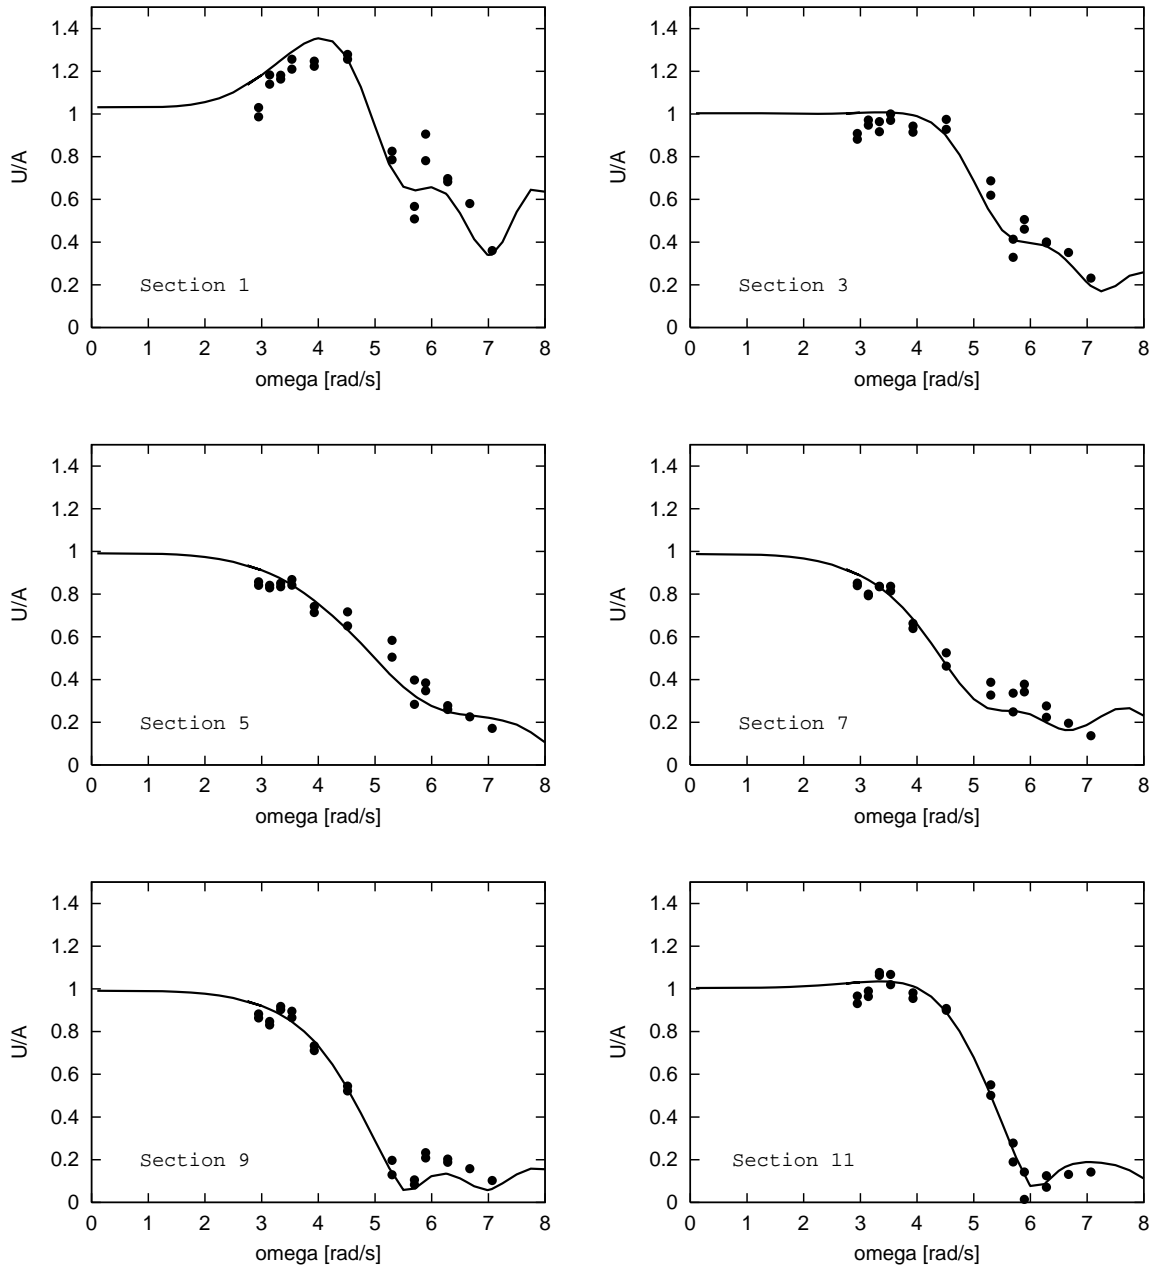 1.4
1.2
1
0.8
0.6
0.4
0.2
0
U/A
Section 1
0 1 2 3 4 5 6 7 8
omega [rad/s]
1.4
1.2
1
0.8
0.6
0.4
0.2
0
U/A
Section 3
0 1 2 3 4 5 6 7 8
omega [rad/s]
1.4
1.2
1
0.8
0.6
0.4
0.2
0
U/A
Section 5
0 1 2 3 4 5 6 7 8
omega [rad/s]
1.4
1.2
1
0.8
0.6
0.4
0.2
0
U/A
Section 7
0 1 2 3 4 5 6 7 8
omega [rad/s]
1.4
1.2
1
0.8
0.6
0.4
0.2
0
U/A
Section 9
0 1 2 3 4 5 6 7 8
omega [rad/s]
1.4
1.2
1
0.8
0.6
0.4
0.2
0
U/A
Section 11
0 1 2 3 4 5 6 7 8
omega [rad/s]